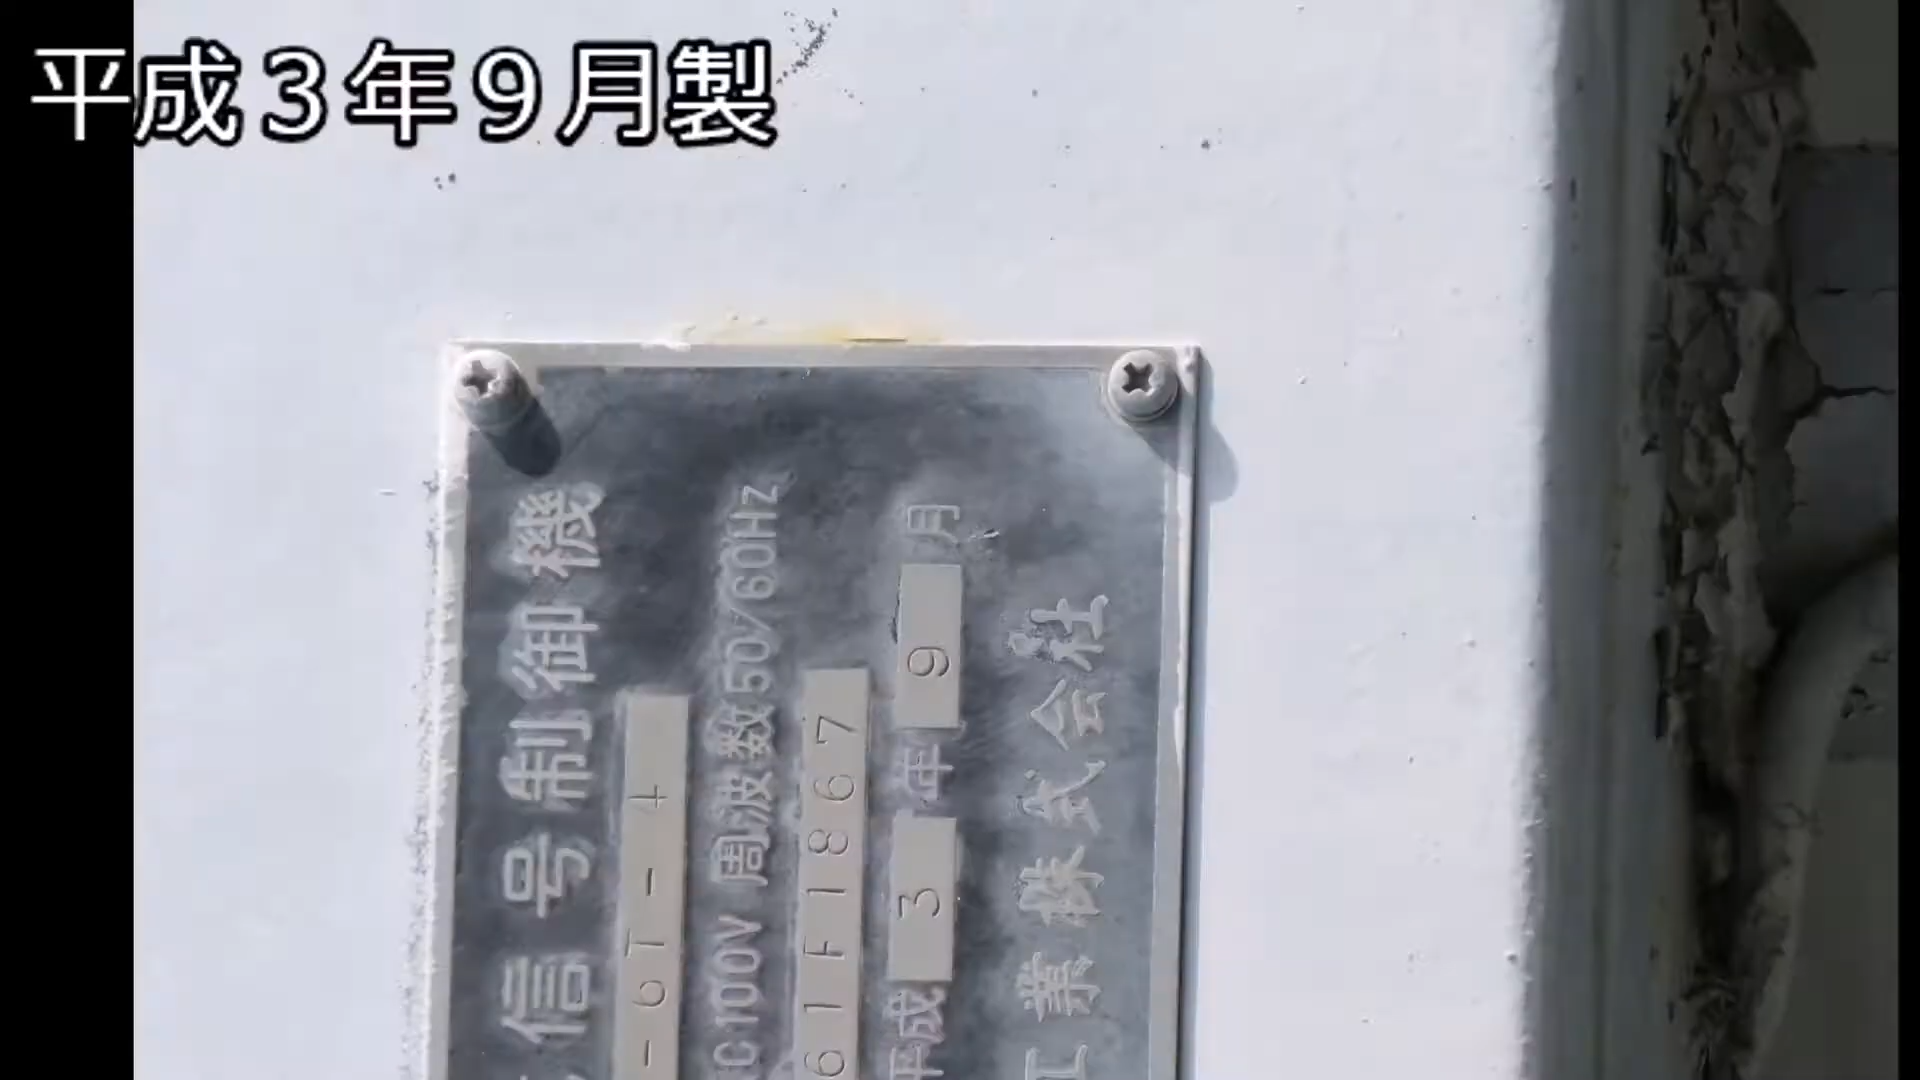 平成3年9月製
信号制御機
-6T-4
C100V 周波数50/60Hz
61F1867
平成3年9月
工業株式会社